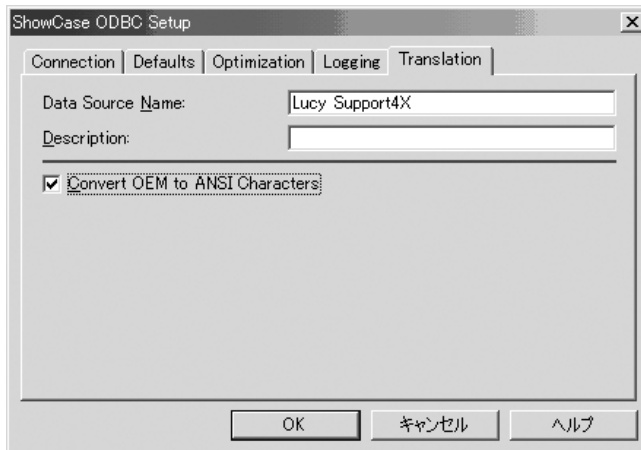 ShowCase ODBC Setup
Connection Defaults Optimization Logging Translation
Data Source Name: Lucy Support4X
Description:
Convert OEM to ANSI Characters
OK キャンセル ヘルプ